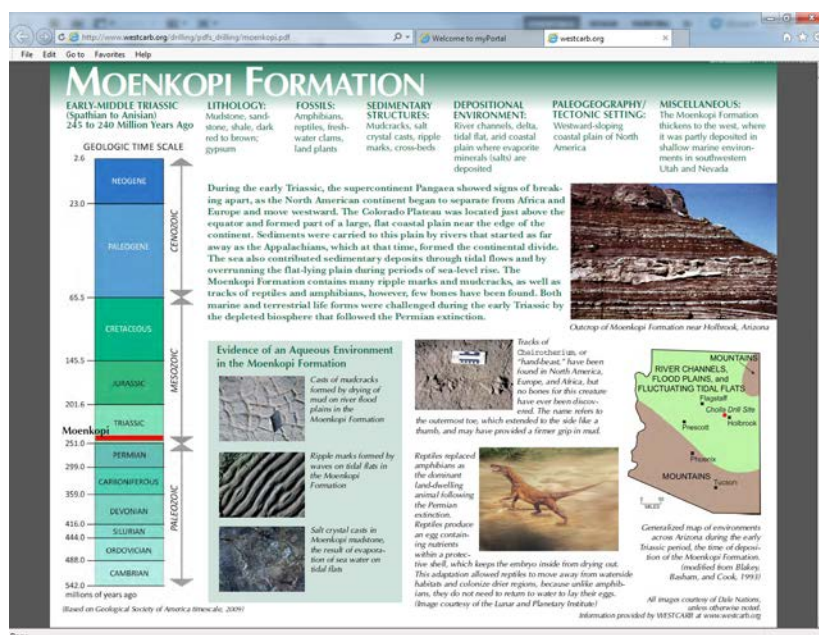 http://www.westcarb.org/drilling/pdfs_drilling/moenkopi.pdf
Welcome to myPortal
westcarb.org
File Edit Go to Favorites Help
MOENKOPI FORMATION
EARLY-MIDDLE TRIASSIC
(Spathian to Anisian)
245 to 240 Million Years Ago
LITHOLOGY:
Mudstone, sand-
stone, shale, dark
red to brown;
gypsum
FOSSILS:
Amphibians,
reptiles, fresh-
water clams,
land plants
SEDIMENTARY
STRUCTURES:
Mudcracks, salt
crystal casts, ripple
marks, cross-beds
DEPOSITIONAL
ENVIRONMENT:
River channels, delta,
tidal flat, arid coastal
plain where evaporite
minerals (salts) are
deposited
PALEOGEOGRAPHY/
TECTONIC SETTING:
Westward-sloping
coastal plain of North
America
MISCELLANEOUS:
The Moenkopi Formation
thickens to the west, where
it was partly deposited in
shallow marine environ-
ments in southwestern
Utah and Nevada
GEOLOGIC TIME SCALE
2.6
NEOGENE
23.0
PALEOGENE
CENOZOIC
65.5
CRETACEOUS
145.5
JURASSIC
MESOZOIC
201.6
TRIASSIC
Moenkopi
251.0
PERMIAN
299.0
CARBONIFEROUS
359.0
DEVONIAN
PALEOZOIC
416.0
SILURIAN
444.0
ORDOVICIAN
488.0
CAMBRIAN
542.0
millions of years ago
(Based on Geological Society of America timescale, 2009)
During the early Triassic, the supercontinent Pangaea showed signs of break-
ing apart, as the North American continent began to separate from Africa and
Europe and move westward. The Colorado Plateau was located just above the
equator and formed part of a large, flat coastal plain near the edge of the
continent. Sediments were carried to this plain by rivers that started as far
away as the Appalachians, which at that time, formed the continental divide.
The sea also contributed sedimentary deposits through tidal flows and by
overrunning the flat-lying plain during periods of sea-level rise. The
Moenkopi Formation contains many ripple marks and mudcracks, as well as
tracks of reptiles and amphibians, however, few bones have been found. Both
marine and terrestrial life forms were challenged during the early Triassic by
the depleted biosphere that followed the Permian extinction.
Outcrop of Moenkopi Formation near Holbrook, Arizona
Evidence of an Aqueous Environment
in the Moenkopi Formation
Casts of mudcracks
formed by drying of
mud on river flood
plains in the
Moenkopi Formation
Ripple marks formed by
waves on tidal flats in
the Moenkopi
Formation
Salt crystal casts in
Moenkopi mudstone,
the result of evapora-
tion of sea water on
tidal flats
Tracks of
Cheirotherium, or
"hand-beast," have been
found in North America,
Europe, and Africa, but
no bones for this creature
have ever been discov-
ered. The name refers to
the outermost toe, which extended to the side like a
thumb, and may have provided a firmer grip in mud.
Reptiles replaced
amphibians as
the dominant
land-dwelling
animal following
the Permian
extinction.
Reptiles produce
an egg contain-
ing nutrients
within a protec-
tive shell, which keeps the embryo inside from drying out.
This adaptation allowed reptiles to move away from waterside
habitats and colonize drier regions, because unlike amphib-
ians, they do not need to return to water to lay their eggs.
(Image courtesy of the Lunar and Planetary Institute)
MOUNTAINS
RIVER CHANNELS,
FLOOD PLAINS, and
FLUCTUATING TIDAL FLATS
Flagstaff
Cholla Drill Site
Holbrook
Prescott
Phoenix
MOUNTAINS
Tucson
0 50
MILES
Generalized map of environments
across Arizona during the early
Triassic period, the time of deposi-
tion of the Moenkopi Formation.
(modified from Blakey,
Basham, and Cook, 1993)
All images courtesy of Dale Nations,
unless otherwise noted.
Information provided by WESTCARB at www.westcarb.org